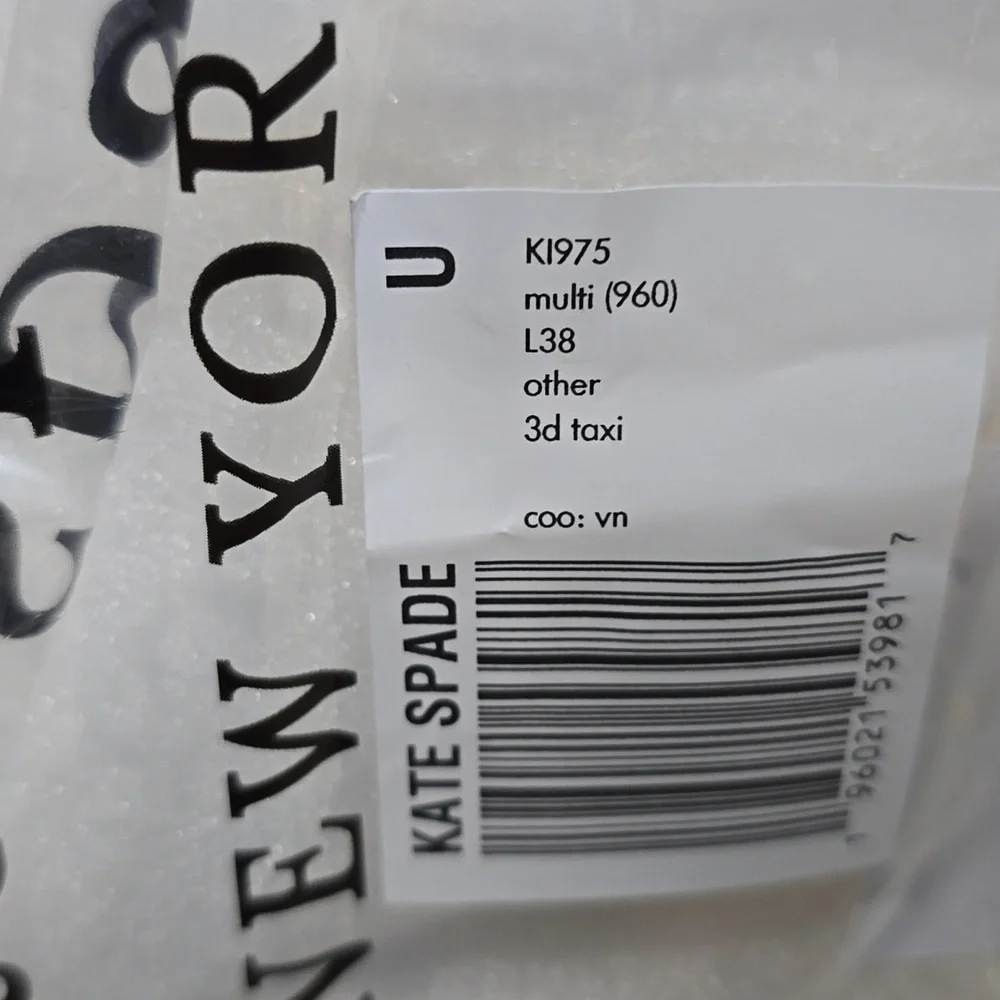 NEW YOR
U
KI975
multi (960)
L38
other
3d taxi
coo: vn
KATE SPADE
1 96021 53981 7